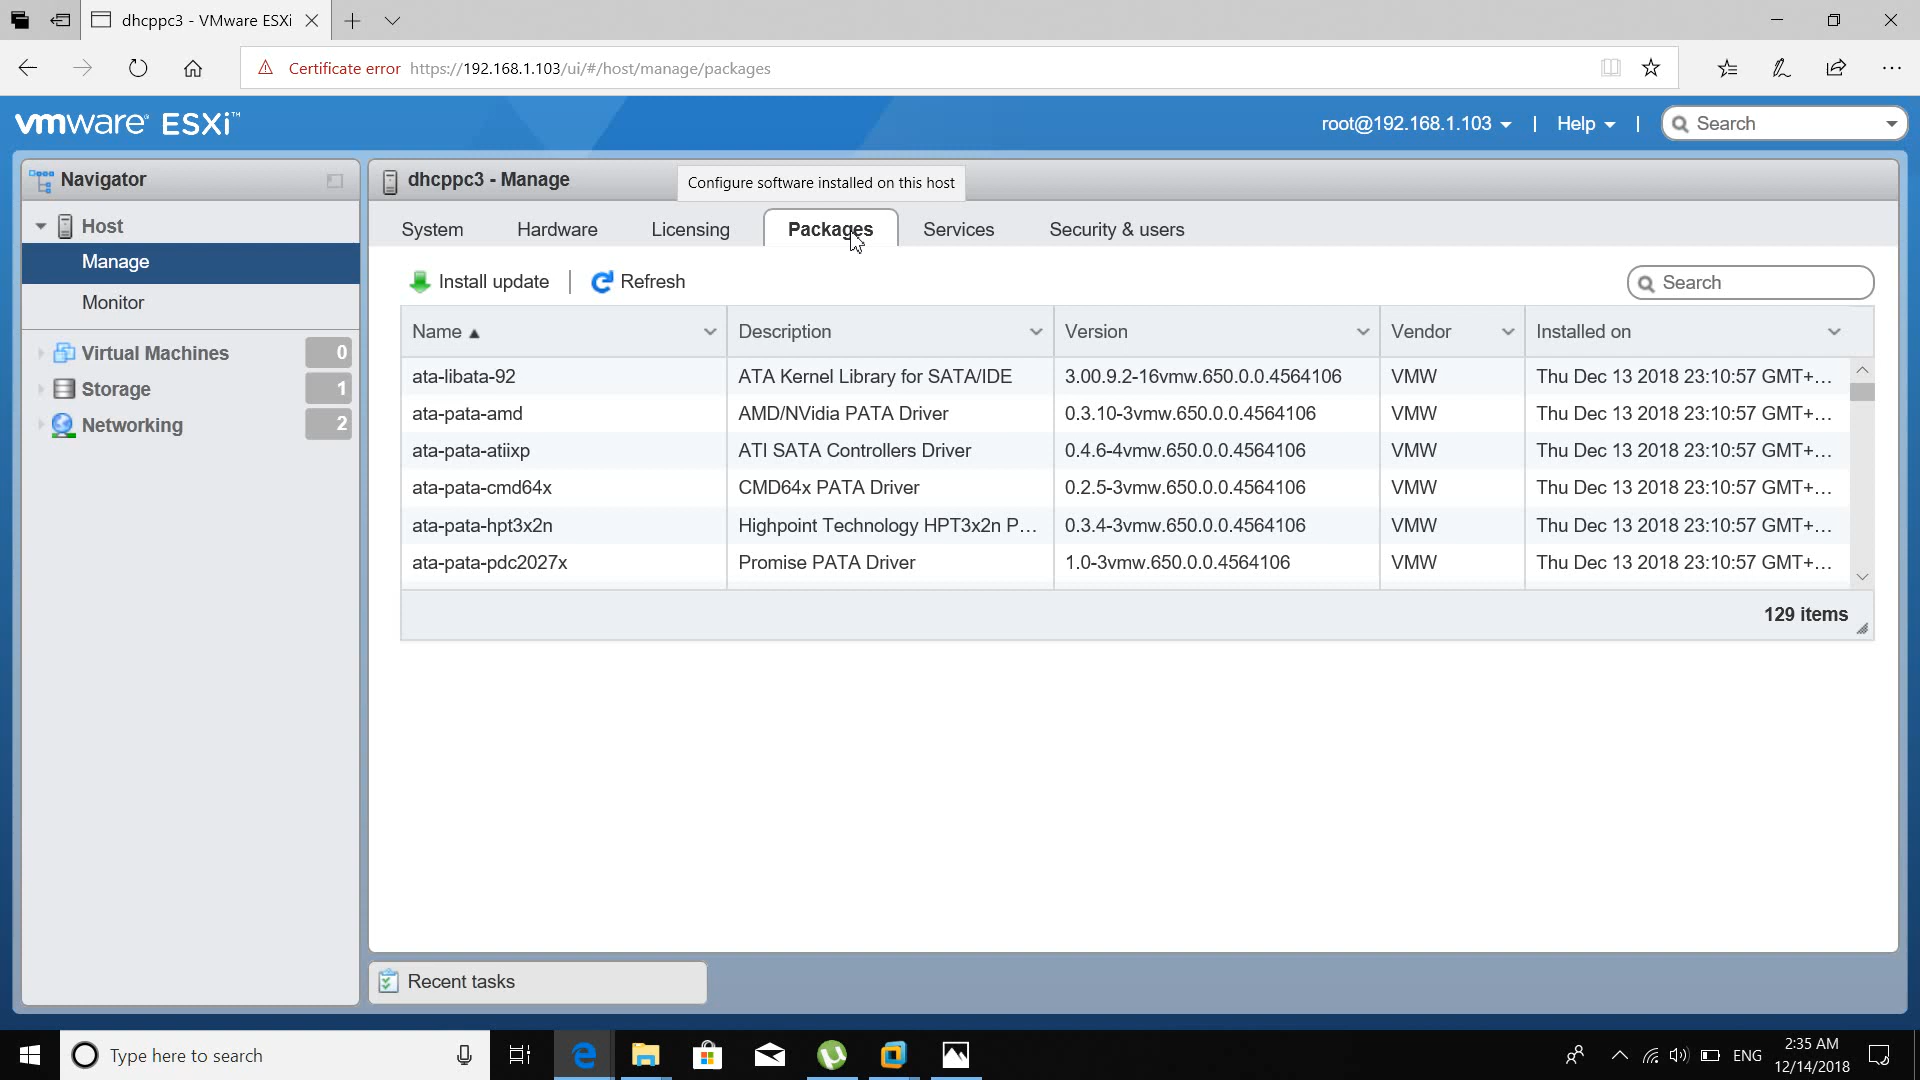 dhcppc3 - VMware ESXi
Certificate error https://192.168.1.103/ui/#/host/manage/packages
vmware® ESXi™
root@192.168.1.103 | Help | Search
Navigator
Host
Manage
Monitor
Virtual Machines 0
Storage 1
Networking 2
dhcppc3 - Manage
Configure software installed on this host
System Hardware Licensing Packages Services Security & users
Install update | Refresh Search
Name Description Version Vendor Installed on
ata-libata-92 ATA Kernel Library for SATA/IDE 3.00.9.2-16vmw.650.0.0.4564106 VMW Thu Dec 13 2018 23:10:57 GMT+...
ata-pata-amd AMD/NVidia PATA Driver 0.3.10-3vmw.650.0.0.4564106 VMW Thu Dec 13 2018 23:10:57 GMT+...
ata-pata-atiixp ATI SATA Controllers Driver 0.4.6-4vmw.650.0.0.4564106 VMW Thu Dec 13 2018 23:10:57 GMT+...
ata-pata-cmd64x CMD64x PATA Driver 0.2.5-3vmw.650.0.0.4564106 VMW Thu Dec 13 2018 23:10:57 GMT+...
ata-pata-hpt3x2n Highpoint Technology HPT3x2n P... 0.3.4-3vmw.650.0.0.4564106 VMW Thu Dec 13 2018 23:10:57 GMT+...
ata-pata-pdc2027x Promise PATA Driver 1.0-3vmw.650.0.0.4564106 VMW Thu Dec 13 2018 23:10:57 GMT+...
129 items
Recent tasks
Type here to search
ENG
2:35 AM
12/14/2018